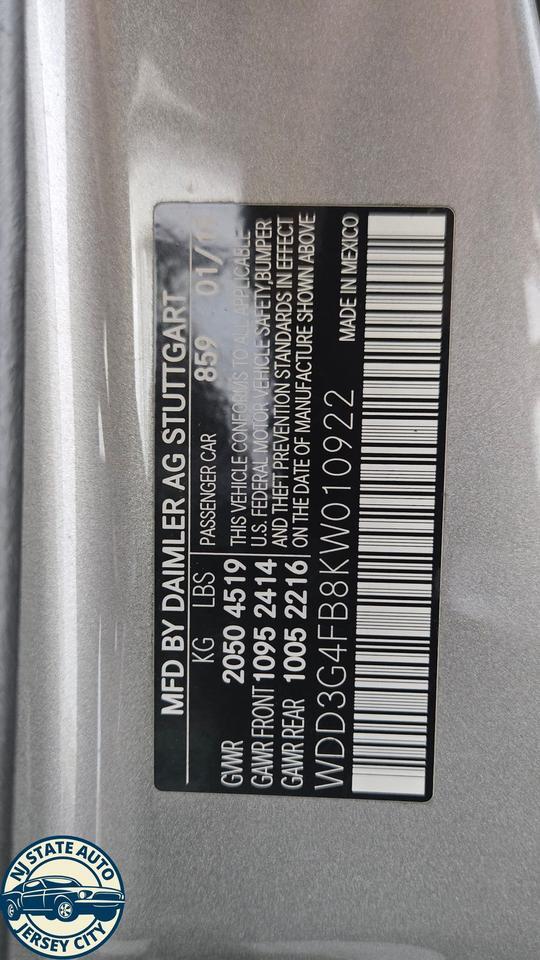 MFD BY DAIMLER AG STUTTGART
KG LBS PASSENGER CAR 859 01/
GVWR 2050 4519
GAWR FRONT 1095 2414
GAWR REAR 1005 2216
THIS VEHICLE CONFORMS TO ALL APPLICABLE
U.S. FEDERAL MOTOR VEHICLE SAFETY,BUMPER
AND THEFT PREVENTION STANDARDS IN EFFECT
ON THE DATE OF MANUFACTURE SHOWN ABOVE
WDD3G4FB8KW010922
MADE IN MEXICO
NJ STATE AUTO
JERSEY CITY